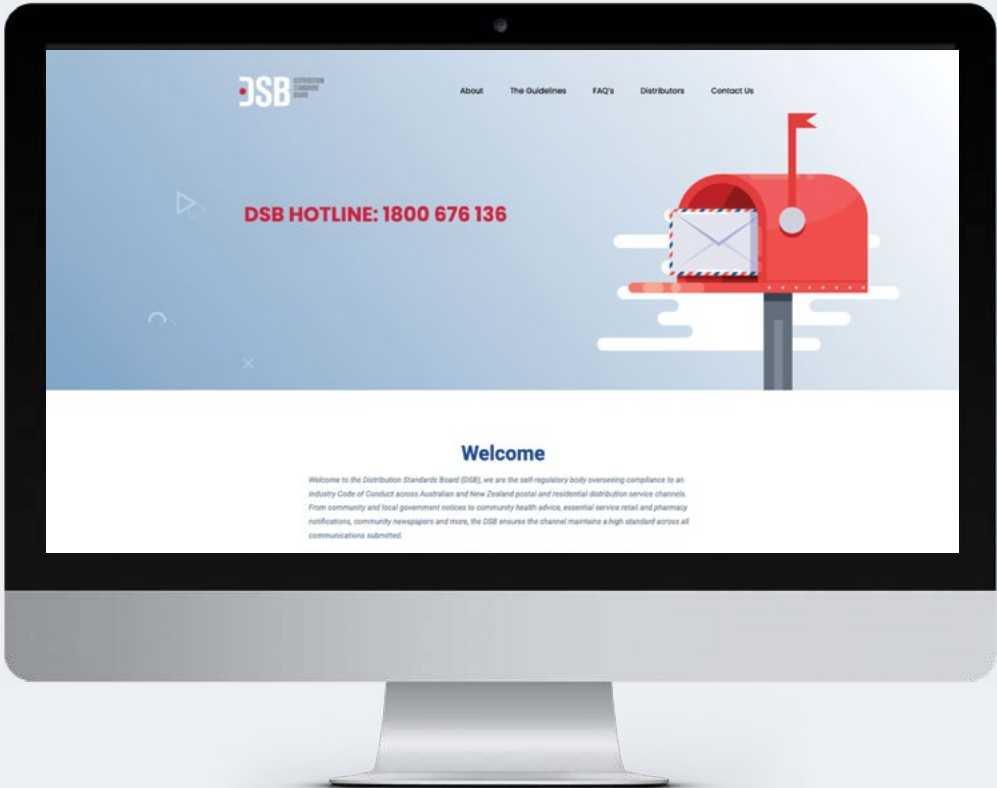 DSB DISTRIBUTION
STANDARDS
BOARD
About The Guidelines FAQ's Distributors Contact Us
DSB HOTLINE: 1800 676 136
Welcome
Welcome to the Distribution Standards Board (DSB), we are the self-regulatory body overseeing compliance to an
industry Code of Conduct across Australian and New Zealand postal and residential distribution service channels.
From community and local government notices to community health advice, essential service retail and pharmacy
notifications, community newspapers and more, the DSB ensures the channel maintains a high standard across all
communications submitted.